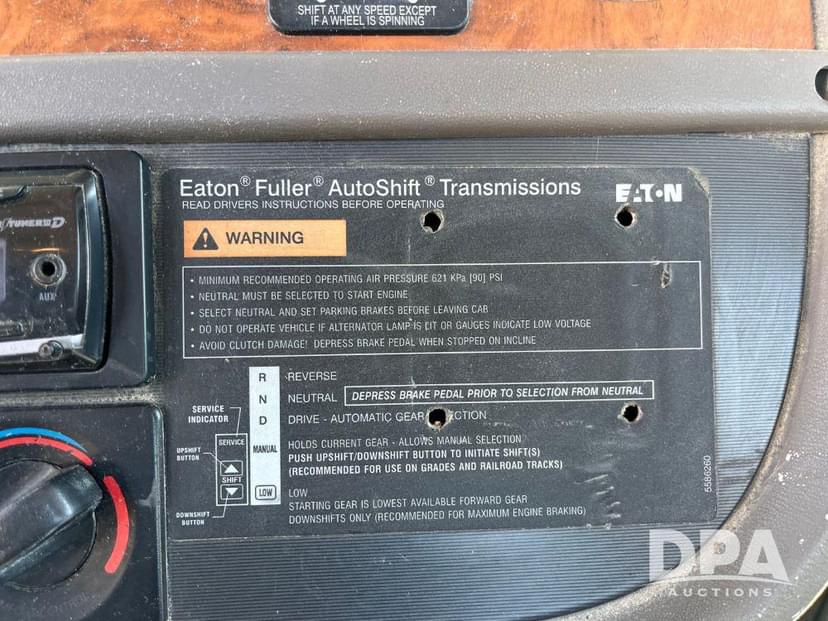 SHIFT AT ANY SPEED EXCEPT
IF A WHEEL IS SPINNING
Eaton® Fuller® AutoShift® Transmissions
EATON
READ DRIVERS INSTRUCTIONS BEFORE OPERATING
WARNING
• MINIMUM RECOMMENDED OPERATING AIR PRESSURE 621 KPa [90] PSI
• NEUTRAL MUST BE SELECTED TO START ENGINE
• SELECT NEUTRAL AND SET PARKING BRAKES BEFORE LEAVING CAB
• DO NOT OPERATE VEHICLE IF ALTERNATOR LAMP IS LIT OR GAUGES INDICATE LOW VOLTAGE
• AVOID CLUTCH DAMAGE! DEPRESS BRAKE PEDAL WHEN STOPPED ON INCLINE
R REVERSE
N NEUTRAL DEPRESS BRAKE PEDAL PRIOR TO SELECTION FROM NEUTRAL
D DRIVE - AUTOMATIC GEAR
MANUAL HOLDS CURRENT GEAR - ALLOWS MANUAL SELECTION
PUSH UPSHIFT/DOWNSHIFT BUTTON TO INITIATE SHIFT(S)
(RECOMMENDED FOR USE ON GRADES AND RAILROAD TRACKS)
LOW LOW
STARTING GEAR IS LOWEST AVAILABLE FORWARD GEAR
DOWNSHIFTS ONLY (RECOMMENDED FOR MAXIMUM ENGINE BRAKING)
SERVICE
INDICATOR
SERVICE
UPSHIFT
BUTTON
SHIFT
DOWNSHIFT
BUTTON
5586260
AUX
DPA
AUCTIONS